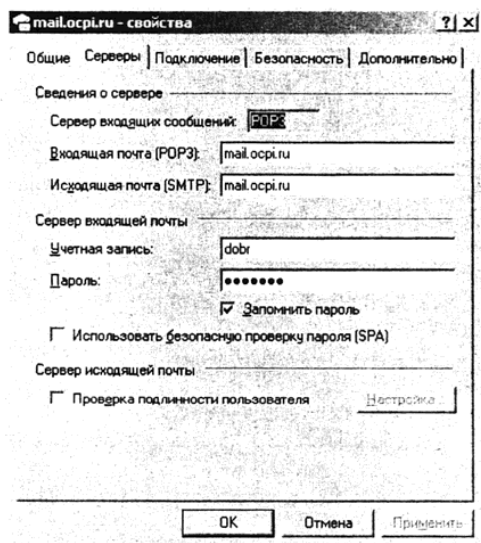 mail.ocpi.ru - свойства
Общие Серверы Подключение Безопасность Дополнительно
Сведения о сервере
Сервер входящих сообщений: POP3
Входящая почта (POP3): mail.ocpi.ru
Исходящая почта (SMTP): mail.ocpi.ru
Сервер входящей почты
Учетная запись: dobr
Пароль: •••••••
Запомнить пароль
Использовать безопасную проверку пароля (SPA)
Сервер исходящей почты
Проверка подлинности пользователя Настройка...
OK Отмена Применить